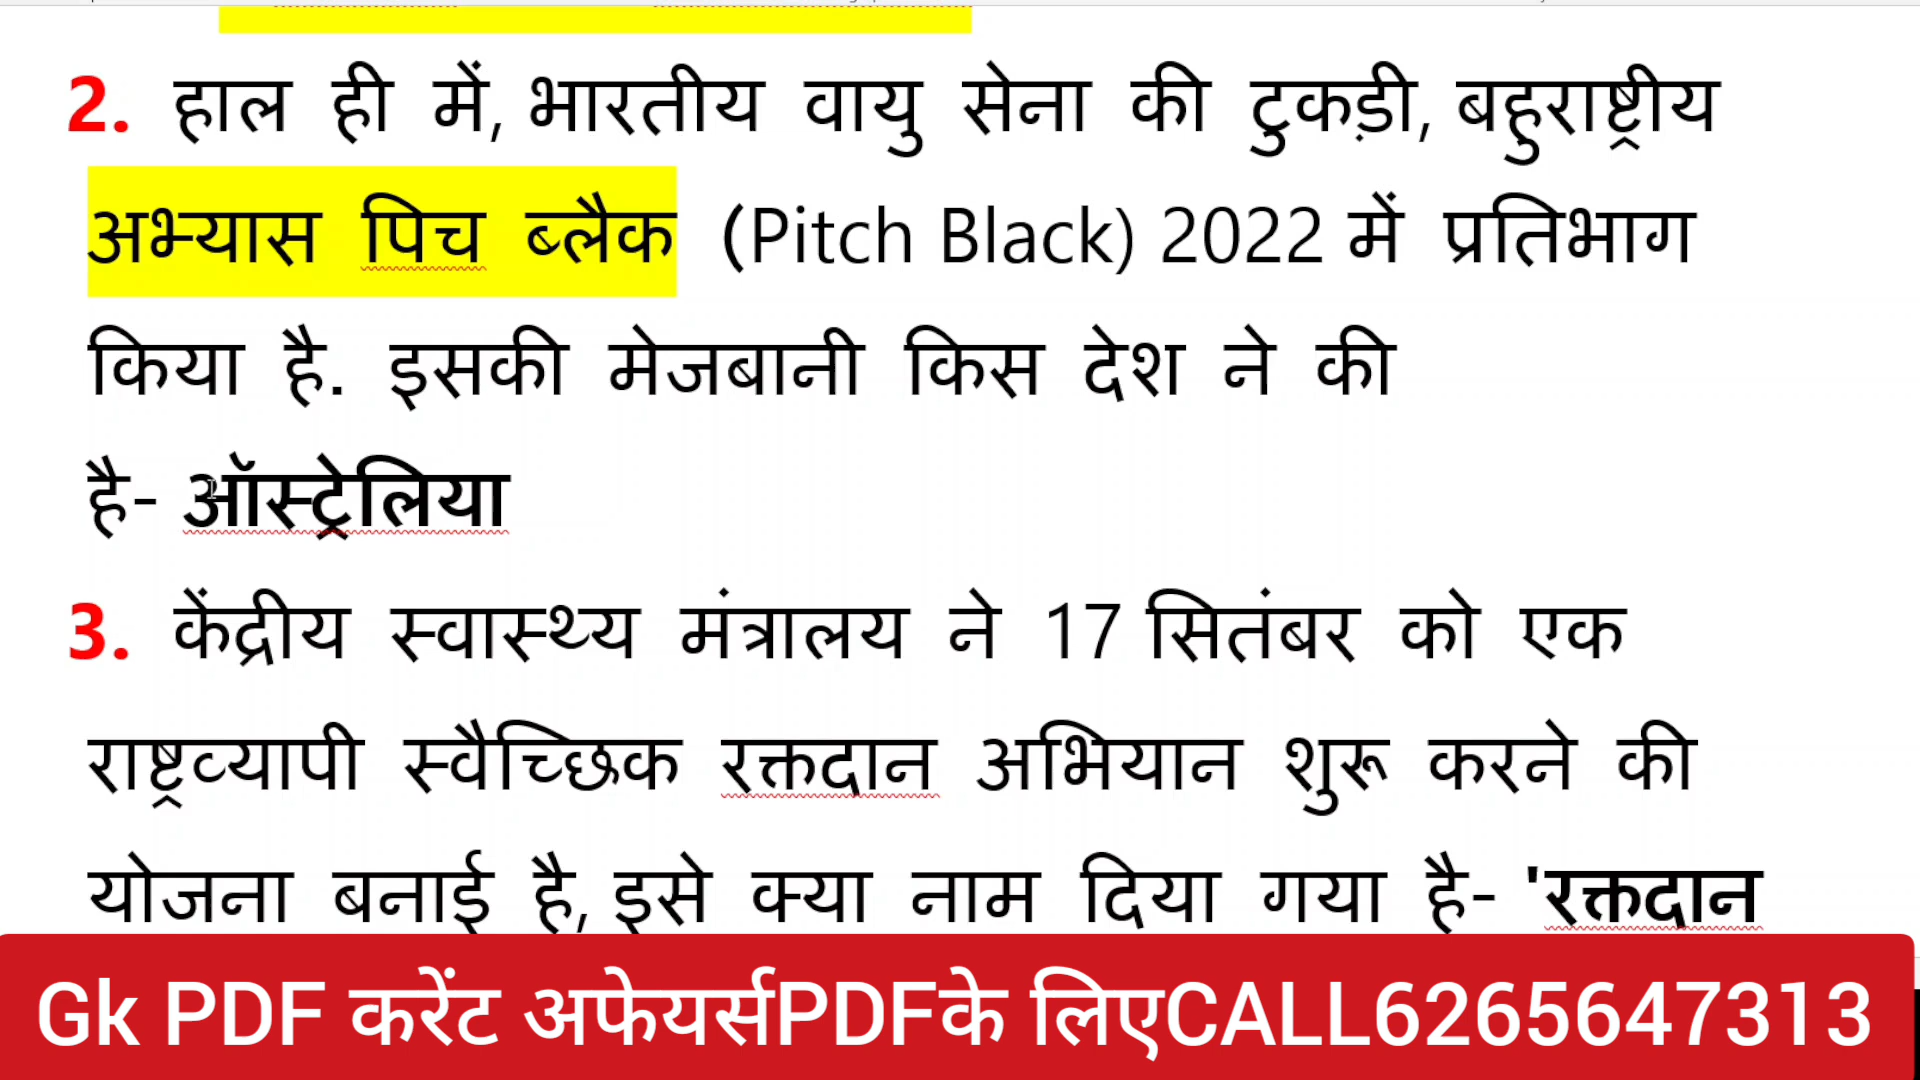 2. हाल ही में, भारतीय वायु सेना की टुकड़ी, बहुराष्ट्रीय
अभ्यास पिच ब्लैक (Pitch Black) 2022 में प्रतिभाग
किया है. इसकी मेजबानी किस देश ने की
है- ऑस्ट्रेलिया
3. केंद्रीय स्वास्थ्य मंत्रालय ने 17 सितंबर को एक
राष्ट्रव्यापी स्वैच्छिक रक्तदान अभियान शुरू करने की
योजना बनाई है, इसे क्या नाम दिया गया है- 'रक्तदान
Gk PDF करेंट अफेयर्सPDFके लिएCALL6265647313